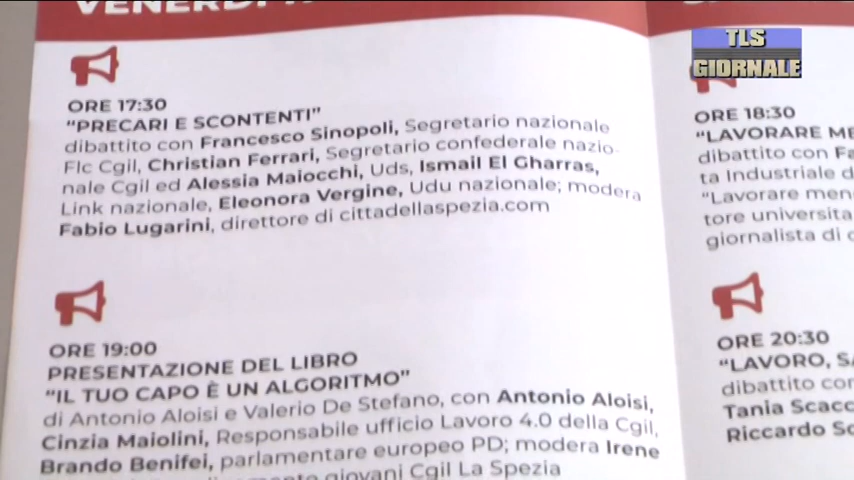 VENERDÌ
TLS
GIORNALE
ORE 17:30
“PRECARI E SCONTENTI”
dibattito con Francesco Sinopoli, Segretario nazionale
Flc Cgil, Christian Ferrari, Segretario confederale nazio-
nale Cgil ed Alessia Maiocchi, Uds, Ismail El Gharras,
Link nazionale, Eleonora Vergine, Udu nazionale; modera
Fabio Lugarini, direttore di cittadellaspezia.com
ORE 19:00
PRESENTAZIONE DEL LIBRO
“IL TUO CAPO È UN ALGORITMO”
di Antonio Aloisi e Valerio De Stefano, con Antonio Aloisi,
Cinzia Maiolini, Responsabile ufficio Lavoro 4.0 della Cgil,
Brando Benifei, parlamentare europeo PD; modera Irene
giovani Cgil La Spezia
ORE 18:30
“LAVORARE
dibattito con
ta Industriale
“Lavorare
tore
giornalista di
ORE 20:30
“LAVORO,
dibattito con
Tania
Riccardo